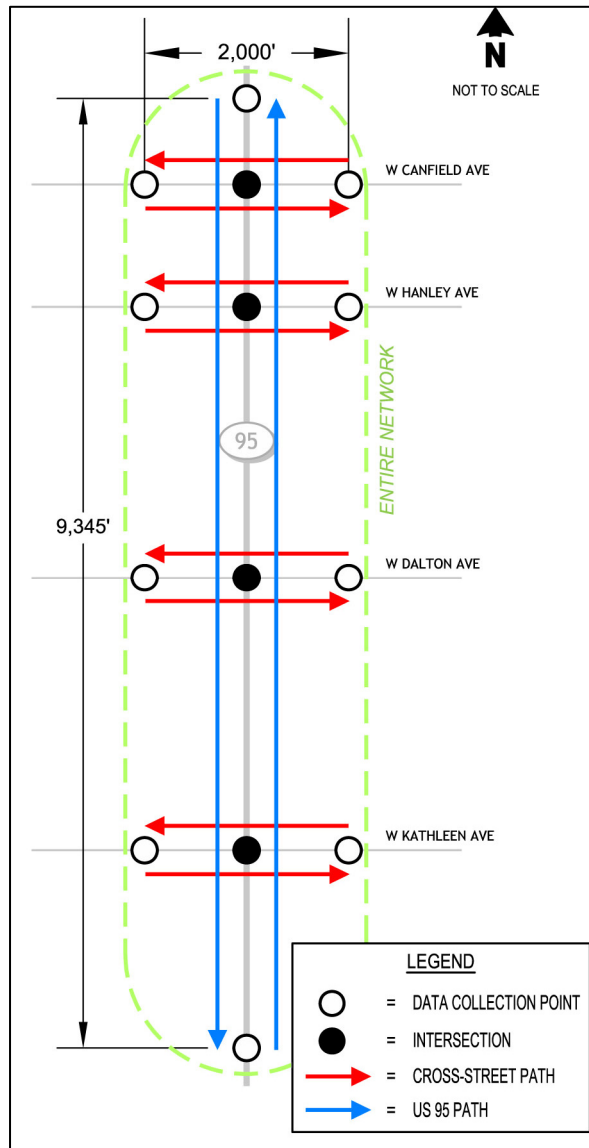 2,000'
N
NOT TO SCALE
W CANFIELD AVE
W HANLEY AVE
95
ENTIRE NETWORK
9,345'
W DALTON AVE
W KATHLEEN AVE
LEGEND
= DATA COLLECTION POINT
= INTERSECTION
= CROSS-STREET PATH
= US 95 PATH